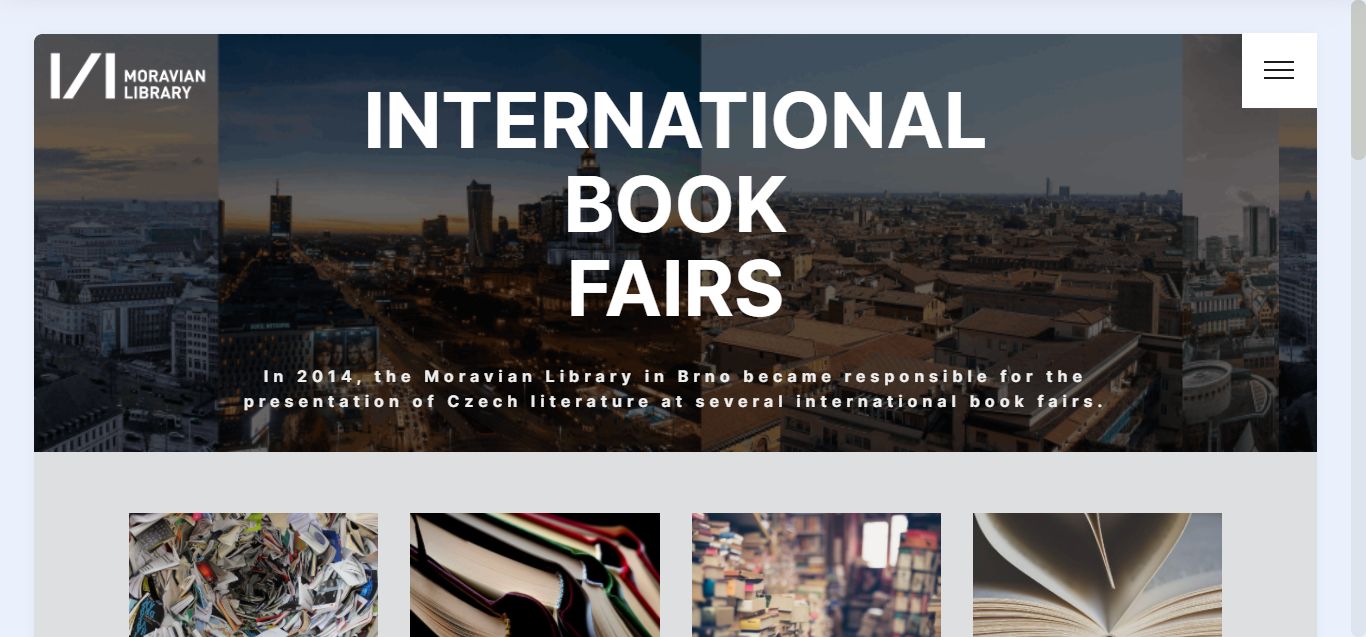 MORAVIAN
LIBRARY
INTERNATIONAL
BOOK
FAIRS
In 2014, the Moravian Library in Brno became responsible for the
presentation of Czech literature at several international book fairs.